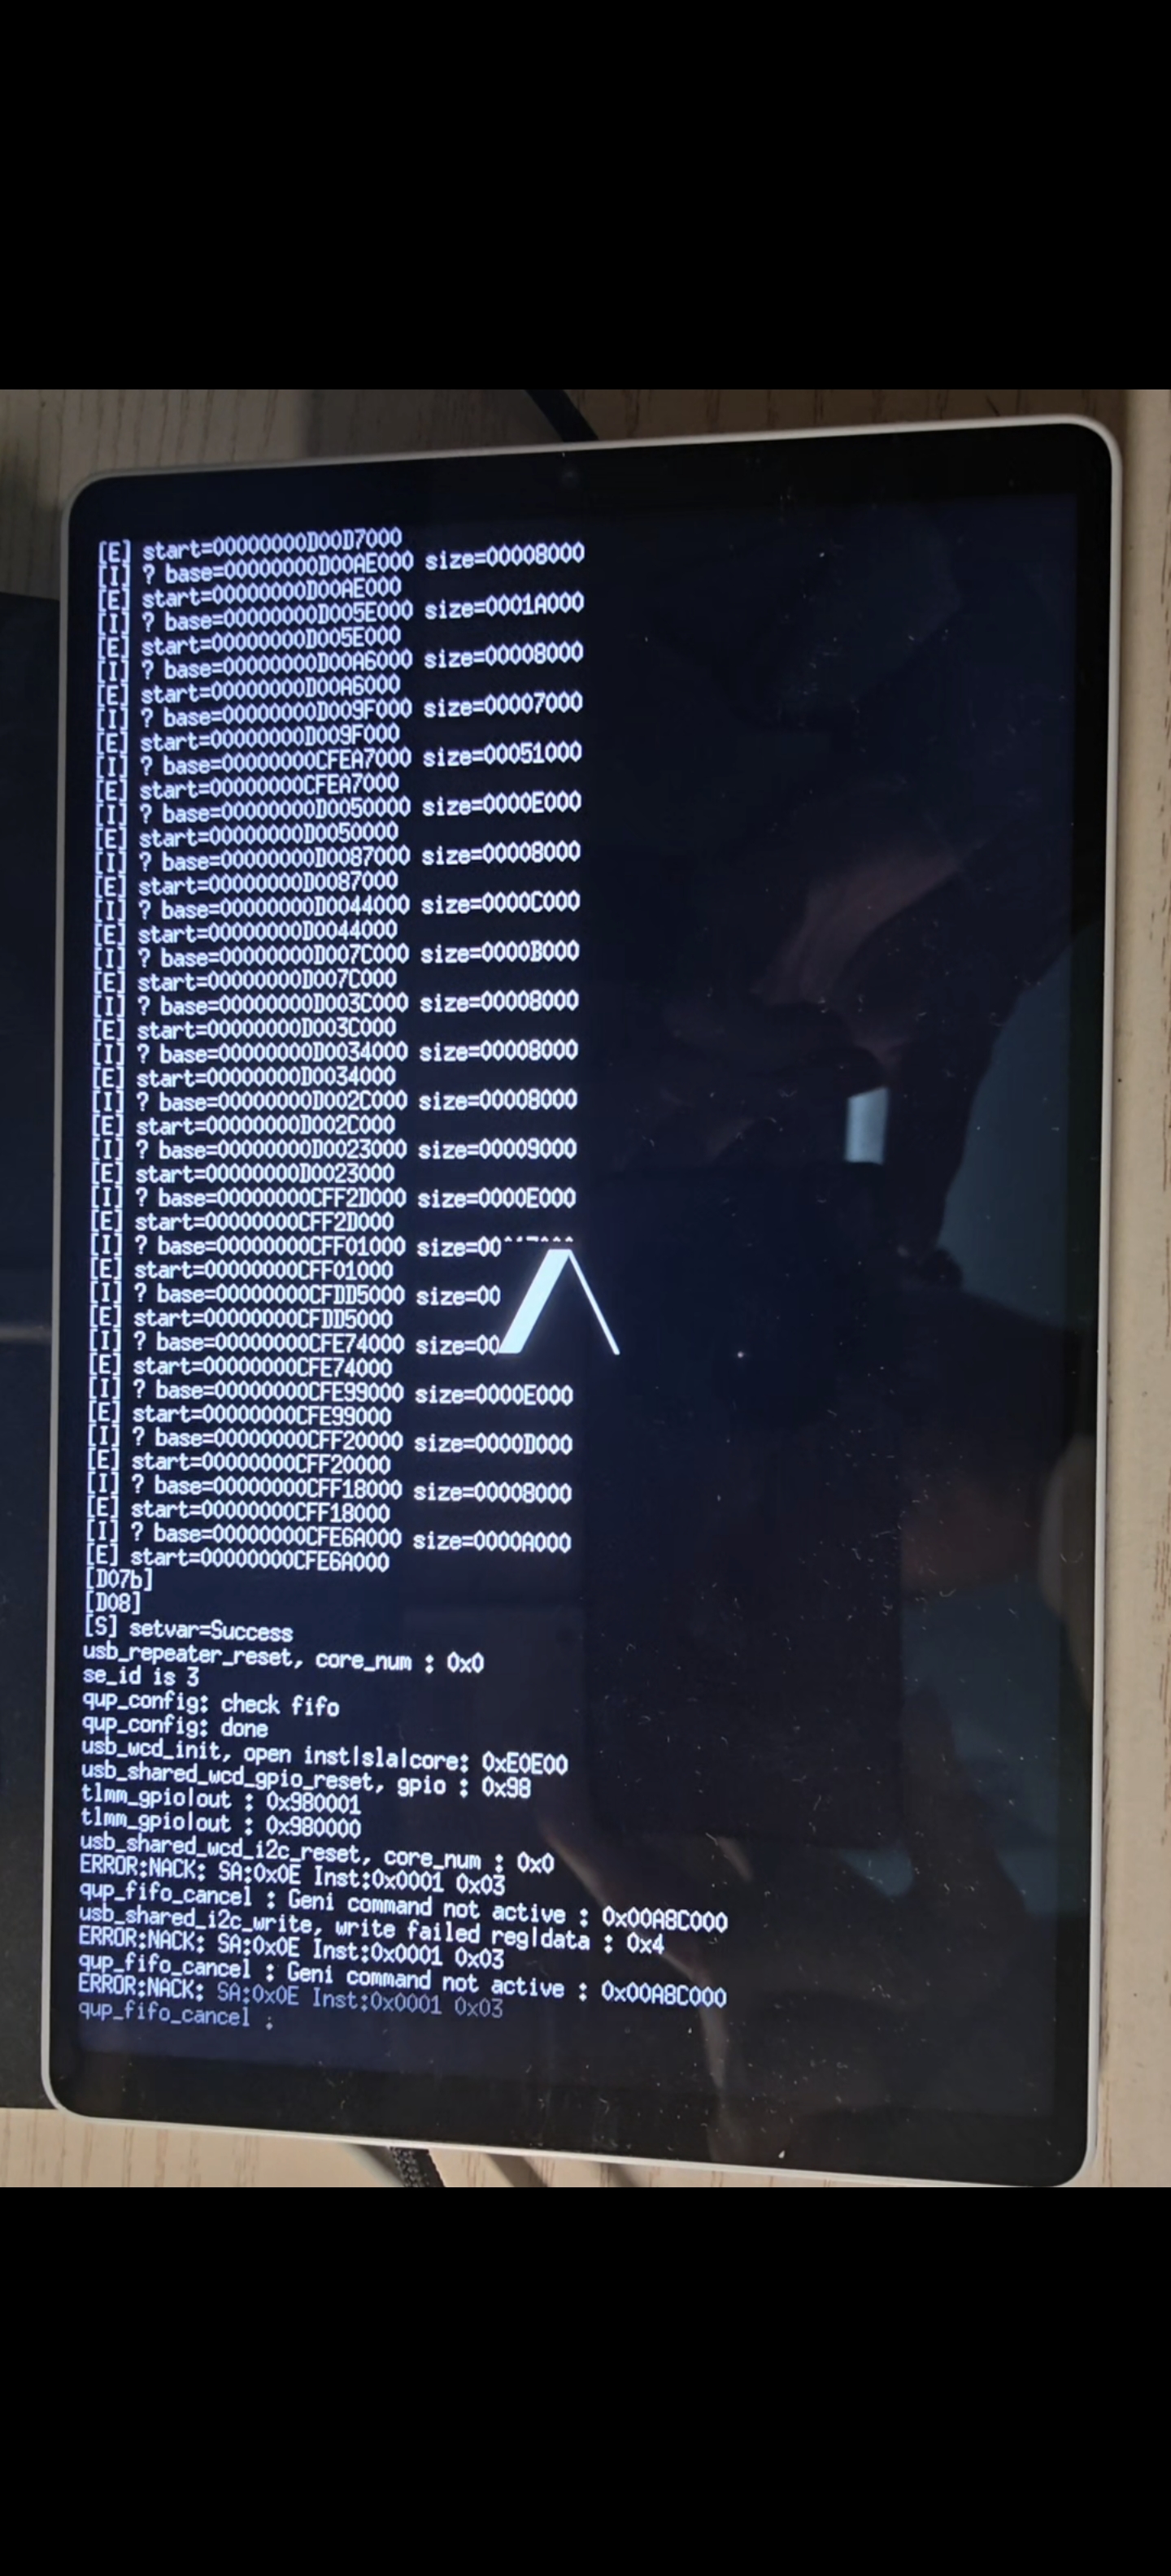 [E] start=00000000D00D7000
[I] ? base=00000000D00AE000 size=00008000
[E] start=00000000D00AE000
[I] ? base=00000000D005E000 size=0001A000
[E] start=00000000D005E000
[I] ? base=00000000D00A6000 size=00008000
[E] start=00000000D00A6000
[I] ? base=00000000D009F000 size=00007000
[E] start=00000000D009F000
[I] ? base=00000000CFEA7000 size=00051000
[E] start=00000000CFEA7000
[I] ? base=00000000D0050000 size=0000E000
[E] start=00000000D0050000
[I] ? base=00000000D0087000 size=00008000
[E] start=00000000D0087000
[I] ? base=00000000D0044000 size=0000C000
[E] start=00000000D0044000
[I] ? base=00000000D007C000 size=0000B000
[E] start=00000000D007C000
[I] ? base=00000000D003C000 size=00008000
[E] start=00000000D003C000
[I] ? base=00000000D0034000 size=00008000
[E] start=00000000D0034000
[I] ? base=00000000D002C000 size=00008000
[E] start=00000000D002C000
[I] ? base=00000000D0023000 size=00009000
[E] start=00000000D0023000
[I] ? base=00000000CFF2D000 size=0000E000
[E] start=00000000CFF2D000
[I] ? base=00000000CFF01000 size=00
[E] start=00000000CFF01000
[I] ? base=00000000CFDD5000 size=00
[E] start=00000000CFDD5000
[I] ? base=00000000CFE74000 size=00
[E] start=00000000CFE74000
[I] ? base=00000000CFE99000 size=0000E000
[E] start=00000000CFE99000
[I] ? base=00000000CFF20000 size=0000D000
[E] start=00000000CFF20000
[I] ? base=00000000CFF18000 size=00008000
[E] start=00000000CFF18000
[I] ? base=00000000CFE6A000 size=0000A000
[E] start=00000000CFE6A000
[D07b]
[D08]
[S] setvar=Success
usb_repeater_reset, core_num : 0x0
se_id is 3
qup_config: check fifo
qup_config: done
usb_wcd_init, open inst|sla|core: 0xE0E00
usb_shared_wcd_gpio_reset, gpio : 0x98
tlmm_gpio|out : 0x980001
tlmm_gpio|out : 0x980000
usb_shared_wcd_i2c_reset, core_num : 0x0
ERROR:NACK: SA:0x0E Inst:0x0001 0x03
qup_fifo_cancel : Geni command not active : 0x00A8C000
usb_shared_i2c_write, write failed reg|data : 0x4
ERROR:NACK: SA:0x0E Inst:0x0001 0x03
qup_fifo_cancel : Geni command not active : 0x00A8C000
ERROR:NACK: SA:0x0E Inst:0x0001 0x03
qup_fifo_cancel :